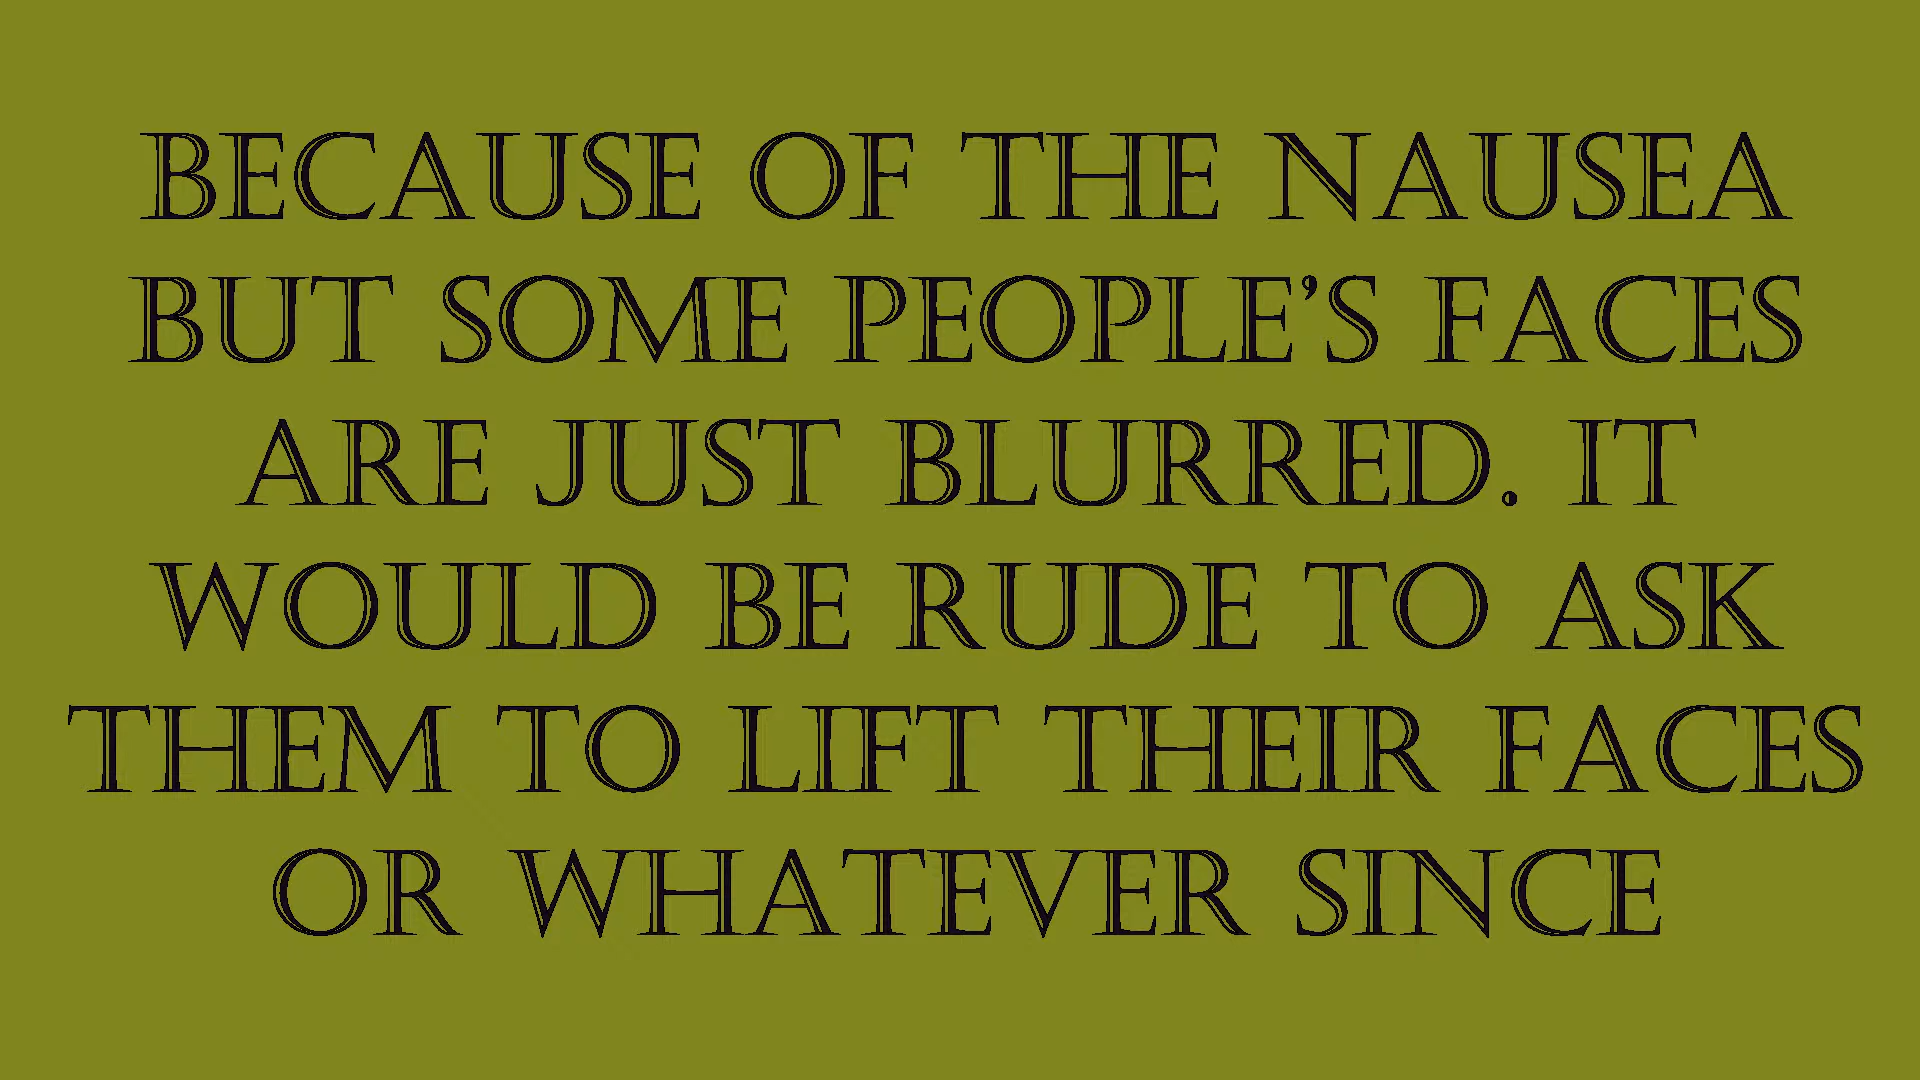 BECAUSE OF THE NAUSEA
BUT SOME PEOPLE’S FACES
ARE JUST BLURRED. IT
WOULD BE RUDE TO ASK
THEM TO LIFT THEIR FACES
OR WHATEVER SINCE